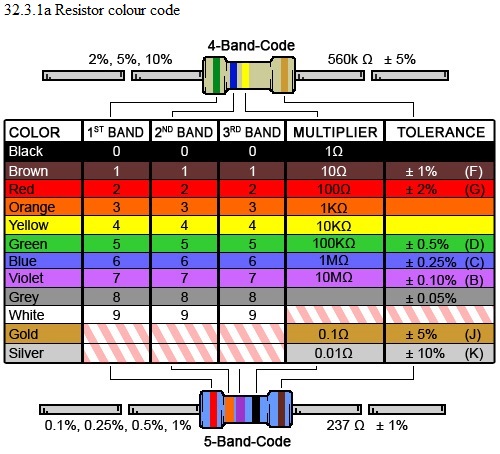 32.3.1a Resistor colour code
4-Band-Code
2%, 5%, 10%
560k Ω ± 5%
COLOR 1ST BAND 2ND BAND 3RD BAND MULTIPLIER TOLERANCE
Black 0 0 0 1Ω
Brown 1 1 1 10Ω ± 1% (F)
Red 2 2 2 100Ω ± 2% (G)
Orange 3 3 3 1KΩ
Yellow 4 4 4 10KΩ
Green 5 5 5 100KΩ ± 0.5% (D)
Blue 6 6 6 1MΩ ± 0.25% (C)
Violet 7 7 7 10MΩ ± 0.10% (B)
Grey 8 8 8 ± 0.05%
White 9 9 9
Gold 0.1Ω ± 5% (J)
Silver 0.01Ω ± 10% (K)
0.1%, 0.25%, 0.5%, 1%
237 Ω ± 1%
5-Band-Code